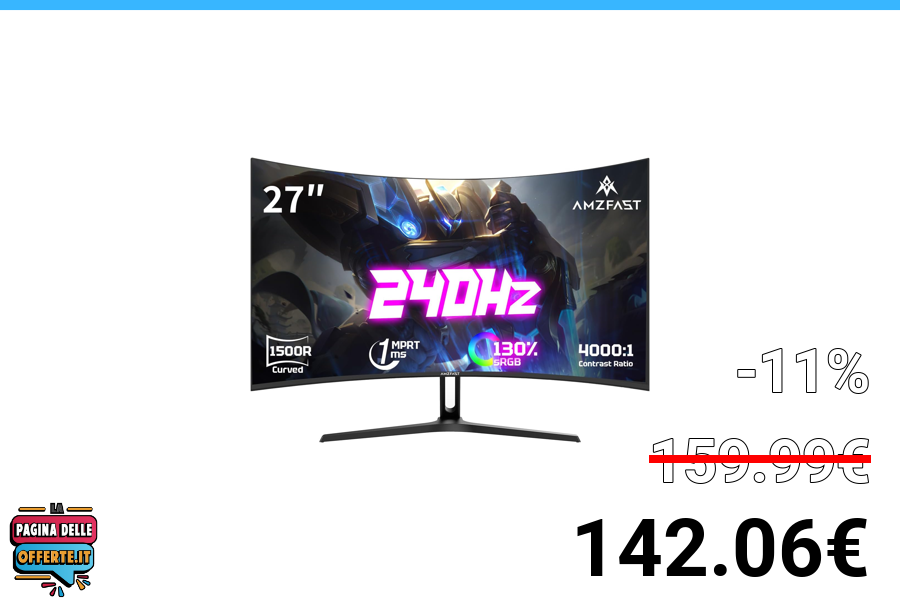 27"
AMZFAST
240Hz
1500R
Curved
1 MPRT
ms
130%
sRGB
4000:1
Contrast Ratio
AMZFAST
-11%
159.99€
142.06€
LA
PAGINA DELLE
OFFERTE.IT